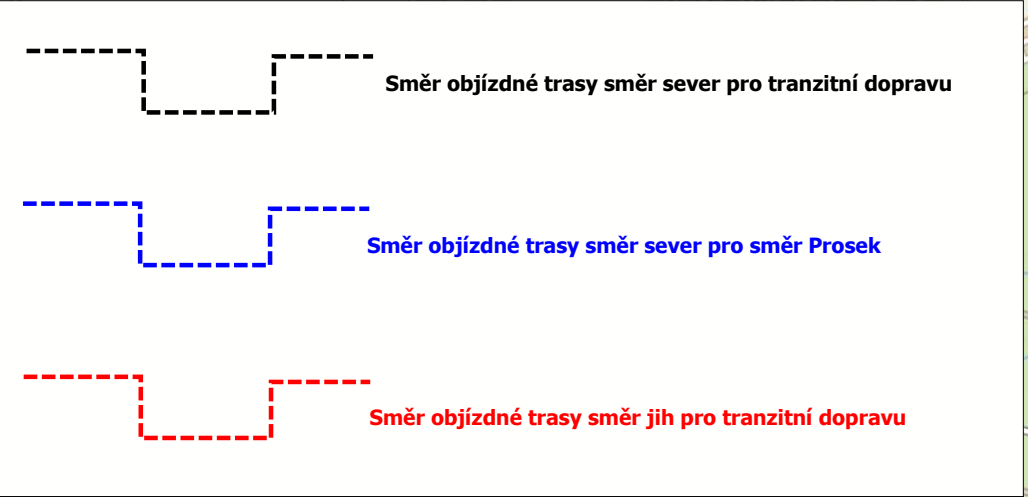 Směr objízdné trasy směr sever pro tranzitní dopravu
Směr objízdné trasy směr sever pro směr Prosek
Směr objízdné trasy směr jih pro tranzitní dopravu